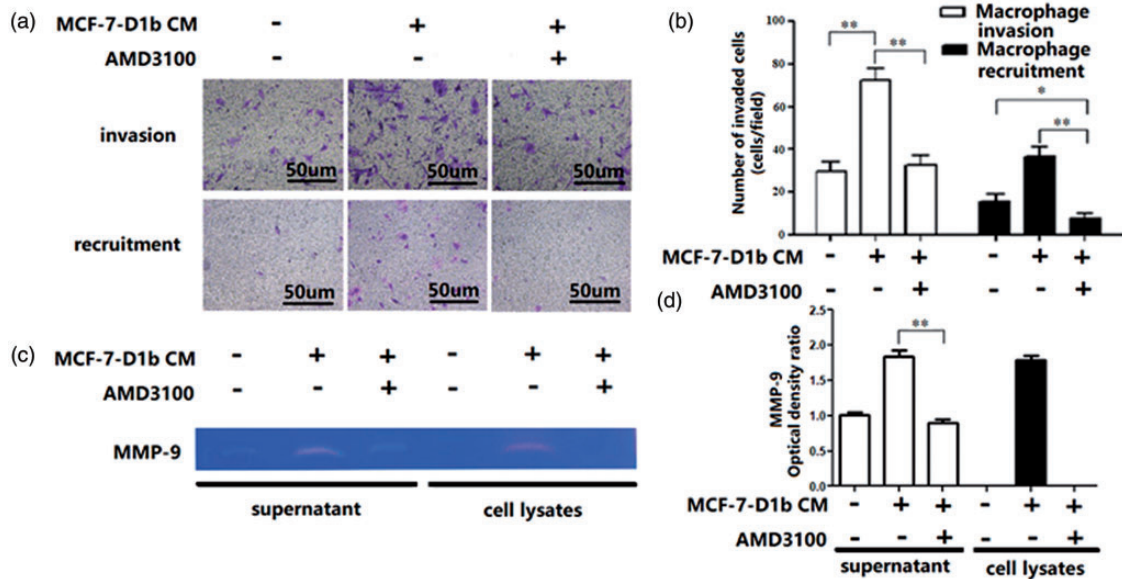 (a)
MCF-7-D1b CM - + +
AMD3100 - - +
invasion
50um 50um 50um
recruitment
50um 50um 50um
(b)
Macrophage
invasion
Macrophage
recruitment
Number of invaded cells
(cells/field)
100
80
60
40
20
0
** ** * **
MCF-7-D1b CM - + + - + +
AMD3100 - - + - - +
(c)
MCF-7-D1b CM - + + - + +
AMD3100 - - + - - +
MMP-9
supernatant cell lysates
(d)
MMP-9
Optical density ratio
2.5
2.0
1.5
1.0
0.5
0.0
**
MCF-7-D1b CM - + + - + +
AMD3100 - - + - - +
supernatant cell lysates